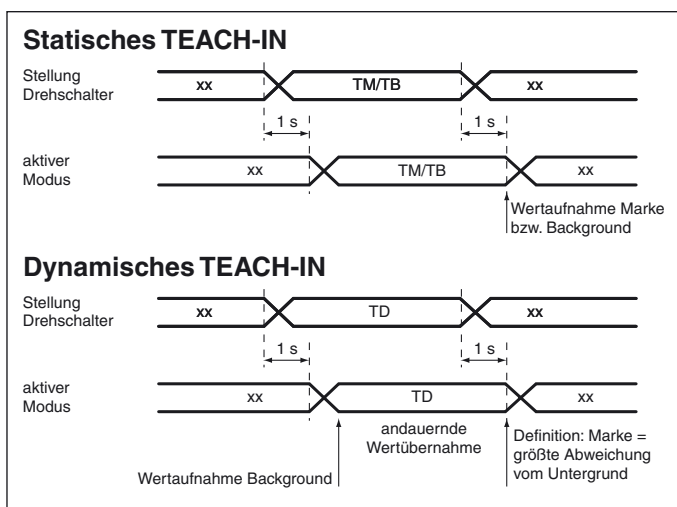 Statisches TEACH-IN
Stellung
Drehschalter
xx TM/TB xx
1 s 1 s
aktiver
Modus
xx TM/TB xx
Wertaufnahme Marke
bzw. Background
Dynamisches TEACH-IN
Stellung
Drehschalter
xx TD xx
1 s 1 s
aktiver
Modus
xx TD xx
andauernde
Wertübernahme
Definition: Marke =
größte Abweichung
vom Untergrund
Wertaufnahme Background